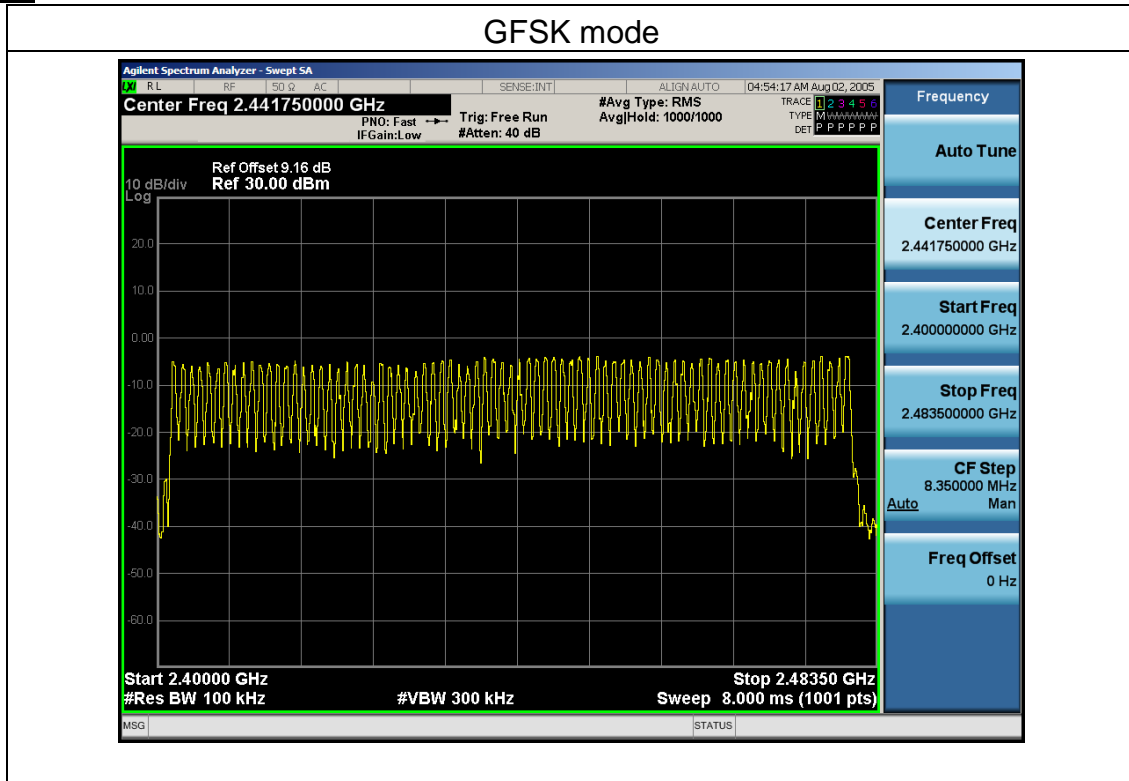 GFSK mode
Agilent Spectrum Analyzer - Swept SA
LXI RL RF 50 Ω AC SENSE:INT ALIGN AUTO 04:54:17 AM Aug 02, 2005
Center Freq 2.441750000 GHz
PNO: Fast
IFGain:Low
Trig: Free Run
#Atten: 40 dB
#Avg Type: RMS
Avg|Hold: 1000/1000
TRACE 1 2 3 4 5 6
TYPE M WWWWW
DET P P P P P P
Ref Offset 9.16 dB
10 dB/div Ref 30.00 dBm
Log
20.0
10.0
0.00
-10.0
-20.0
-30.0
-40.0
-50.0
-60.0
Start 2.40000 GHz Stop 2.48350 GHz
#Res BW 100 kHz #VBW 300 kHz Sweep 8.000 ms (1001 pts)
MSG STATUS
Frequency
Auto Tune
Center Freq
2.441750000 GHz
Start Freq
2.400000000 GHz
Stop Freq
2.483500000 GHz
CF Step
8.350000 MHz
Auto Man
Freq Offset
0 Hz